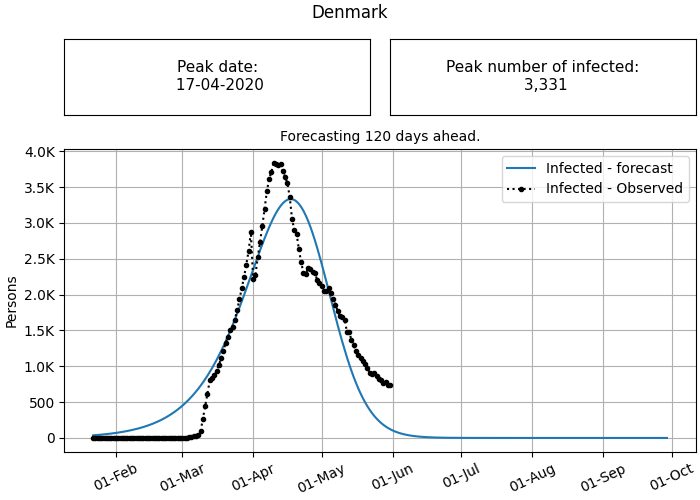 Denmark
Peak date:
17-04-2020
Peak number of infected:
3,331
Forecasting 120 days ahead.
4.0K
3.5K
3.0K
2.5K
2.0K
1.5K
1.0K
500
0
Persons
Infected - forecast
Infected - Observed
01-Feb
01-Mar
01-Apr
01-May
01-Jun
01-Jul
01-Aug
01-Sep
01-Oct